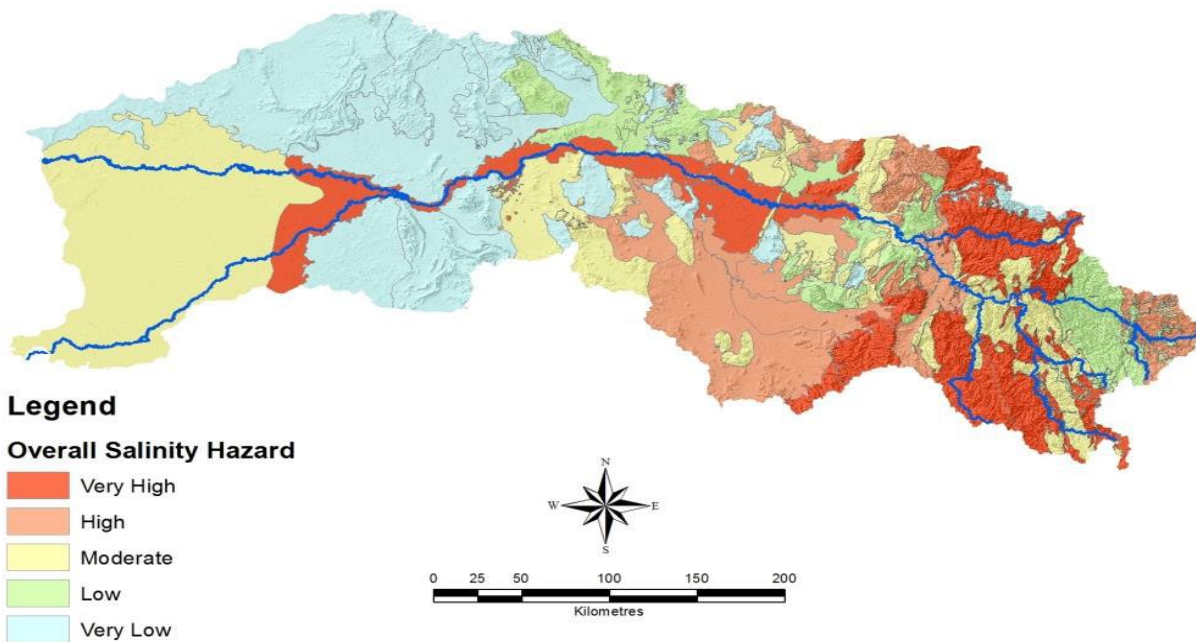 Legend
Overall Salinity Hazard
Very High
High
Moderate
Low
Very Low
N
W E
S
0 25 50 100 150 200
Kilometres